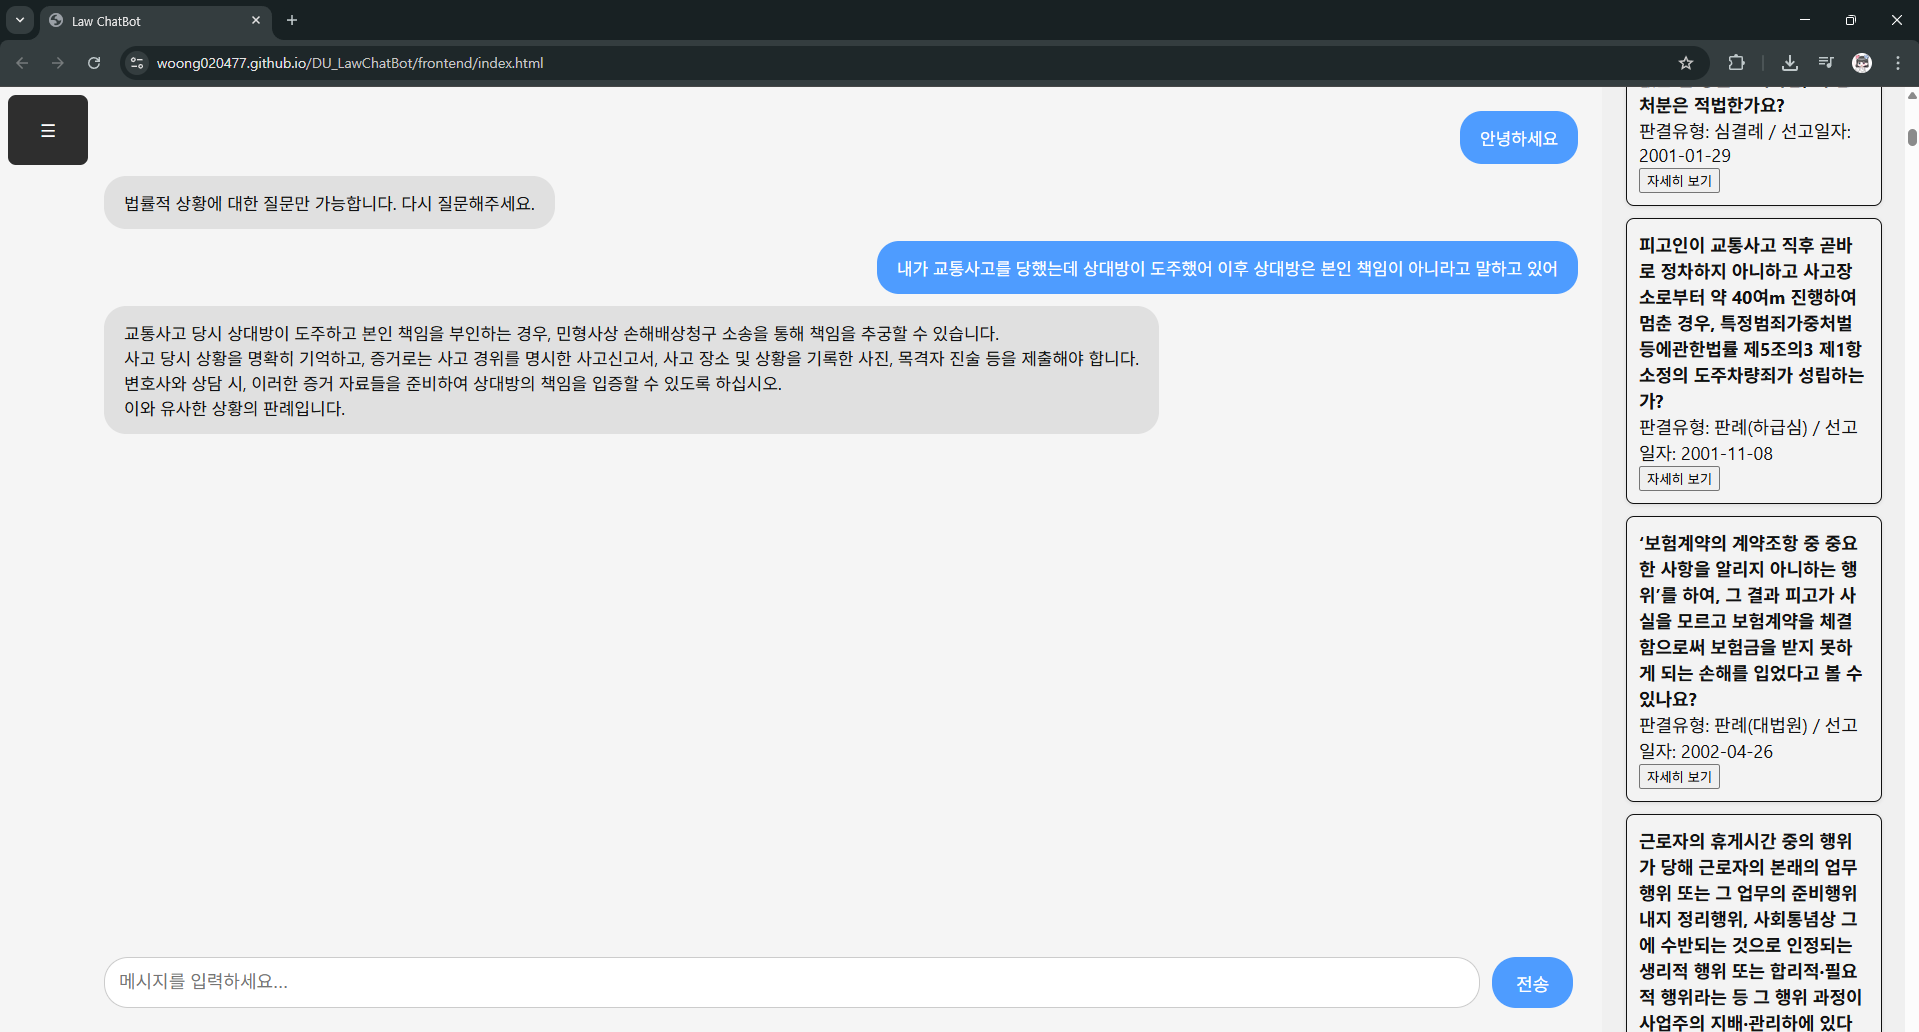 Law ChatBot
woong020477.github.io/DU_LawChatBot/frontend/index.html
안녕하세요
법률적 상황에 대한 질문만 가능합니다. 다시 질문해주세요.
내가 교통사고를 당했는데 상대방이 도주했어 이후 상대방은 본인 책임이 아니라고 말하고 있어
교통사고 당시 상대방이 도주하고 본인 책임을 부인하는 경우, 민형사상 손해배상청구 소송을 통해 책임을 추궁할 수 있습니다.
사고 당시 상황을 명확히 기억하고, 증거로는 사고 경위를 명시한 사고신고서, 사고 장소 및 상황을 기록한 사진, 목격자 진술 등을 제출해야 합니다.
변호사와 상담 시, 이러한 증거 자료들을 준비하여 상대방의 책임을 입증할 수 있도록 하십시오.
이와 유사한 상황의 판례입니다.
메시지를 입력하세요...
전송
처분은 적법한가요?
판결유형: 심결례 / 선고일자:
2001-01-29
자세히 보기
피고인이 교통사고 직후 곧바
로 정차하지 아니하고 사고장
소로부터 약 40여m 진행하여
멈춘 경우, 특정범죄가중처벌
등에관한법률 제5조의3 제1항
소정의 도주차량죄가 성립하는
가?
판결유형: 판례(하급심) / 선고
일자: 2001-11-08
자세히 보기
‘보험계약의 계약조항 중 중요
한 사항을 알리지 아니하는 행
위’를 하여, 그 결과 피고가 사
실을 모르고 보험계약을 체결
함으로써 보험금을 받지 못하
게 되는 손해를 입었다고 볼 수
있나요?
판결유형: 판례(대법원) / 선고
일자: 2002-04-26
자세히 보기
근로자의 휴게시간 중의 행위
가 당해 근로자의 본래의 업무
행위 또는 그 업무의 준비행위
내지 정리행위, 사회통념상 그
에 수반되는 것으로 인정되는
생리적 행위 또는 합리적·필요
적 행위라는 등 그 행위 과정이
사업주의 지배·관리하에 있다